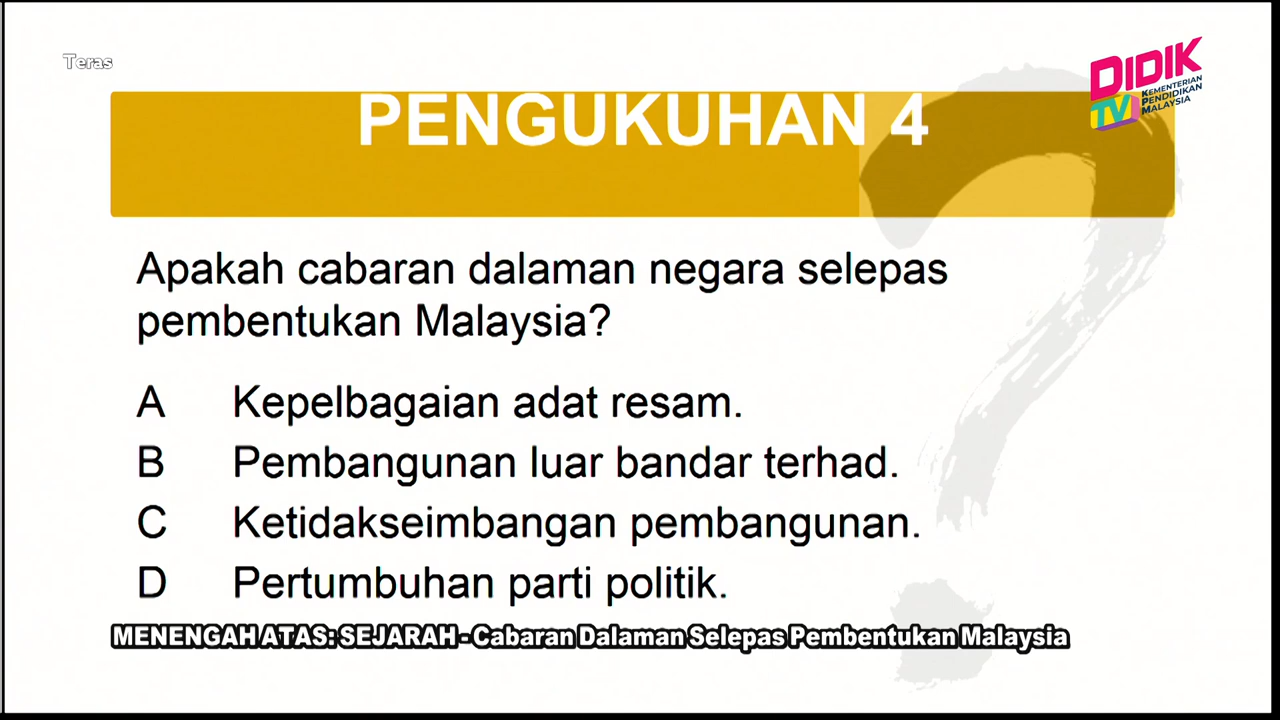 Teras
DIDIK
TV
KEMENTERIAN
PENDIDIKAN
MALAYSIA
PENGUKUHAN 4
Apakah cabaran dalaman negara selepas
pembentukan Malaysia?
A Kepelbagaian adat resam.
B Pembangunan luar bandar terhad.
C Ketidakseimbangan pembangunan.
D Pertumbuhan parti politik.
MENENGAH ATAS: SEJARAH - Cabaran Dalaman Selepas Pembentukan Malaysia